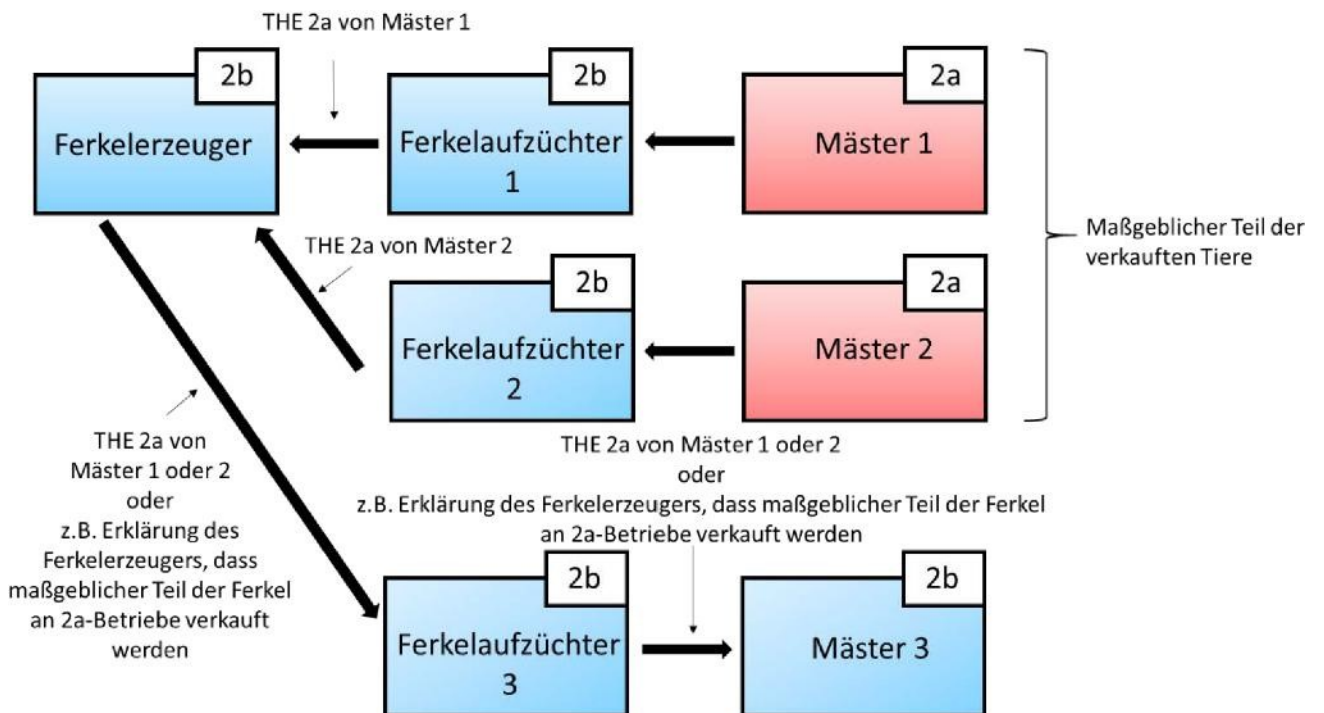 THE 2a von Mäster 1
2b
Ferkelerzeuger
2b
Ferkelaufzüchter
1
2a
Mäster 1
Maßgeblicher Teil der
verkauften Tiere
THE 2a von Mäster 2
2b
Ferkelaufzüchter
2
2a
Mäster 2
THE 2a von
Mäster 1 oder 2
oder
z.B. Erklärung des
Ferkelerzeugers, dass
maßgeblicher Teil der Ferkel
an 2a-Betriebe verkauft
werden
THE 2a von Mäster 1 oder 2
oder
z.B. Erklärung des Ferkelerzeugers, dass maßgeblicher Teil der Ferkel
an 2a-Betriebe verkauft werden
2b
Ferkelaufzüchter
3
2b
Mäster 3